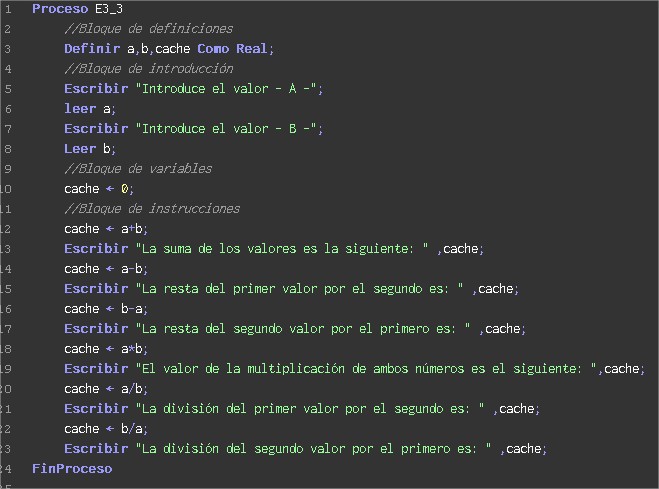 1 Proceso E3_3
2 //Bloque de definiciones
3 Definir a,b,cache Como Real;
4 //Bloque de introducción
5 Escribir "Introduce el valor - A -";
6 leer a;
7 Escribir "Introduce el valor - B -";
8 Leer b;
9 //Bloque de variables
10 cache ← 0;
11 //Bloque de instrucciones
12 cache ← a+b;
13 Escribir "La suma de los valores es la siguiente: " ,cache;
14 cache ← a-b;
15 Escribir "La resta del primer valor por el segundo es: " ,cache;
16 cache ← b-a;
17 Escribir "La resta del segundo valor por el primero es: " ,cache;
18 cache ← a*b;
19 Escribir "El valor de la multiplicación de ambos números es el siguiente: ",cache;
20 cache ← a/b;
21 Escribir "La división del primer valor por el segundo es: " ,cache;
22 cache ← b/a;
23 Escribir "La división del segundo valor por el primero es: " ,cache;
24 FinProceso